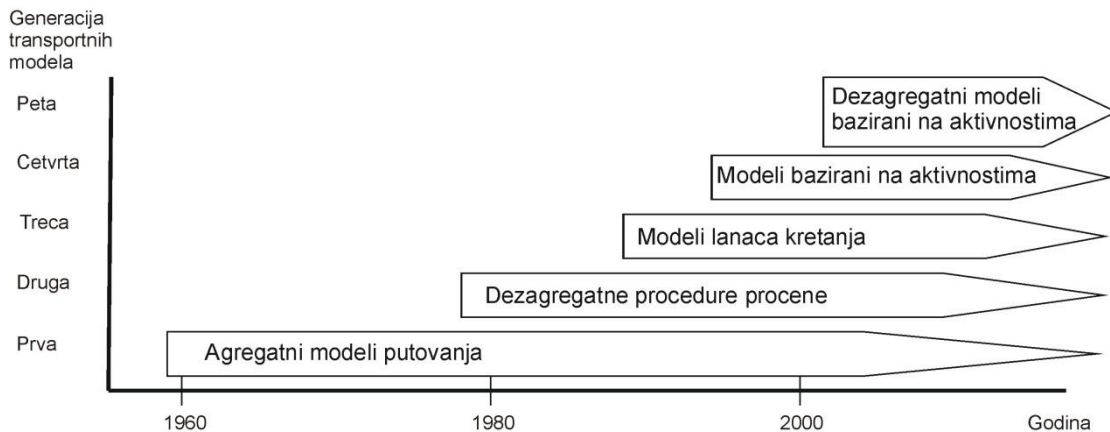 Generacija
transportnih
modela
Peta
Dezagregatni modeli
bazirani na aktivnostima
Cetvrta
Modeli bazirani na aktivnostima
Treca
Modeli lanaca kretanja
Druga
Dezagregatne procedure procene
Prva
Agregatni modeli putovanja
1960
1980
2000
Godina